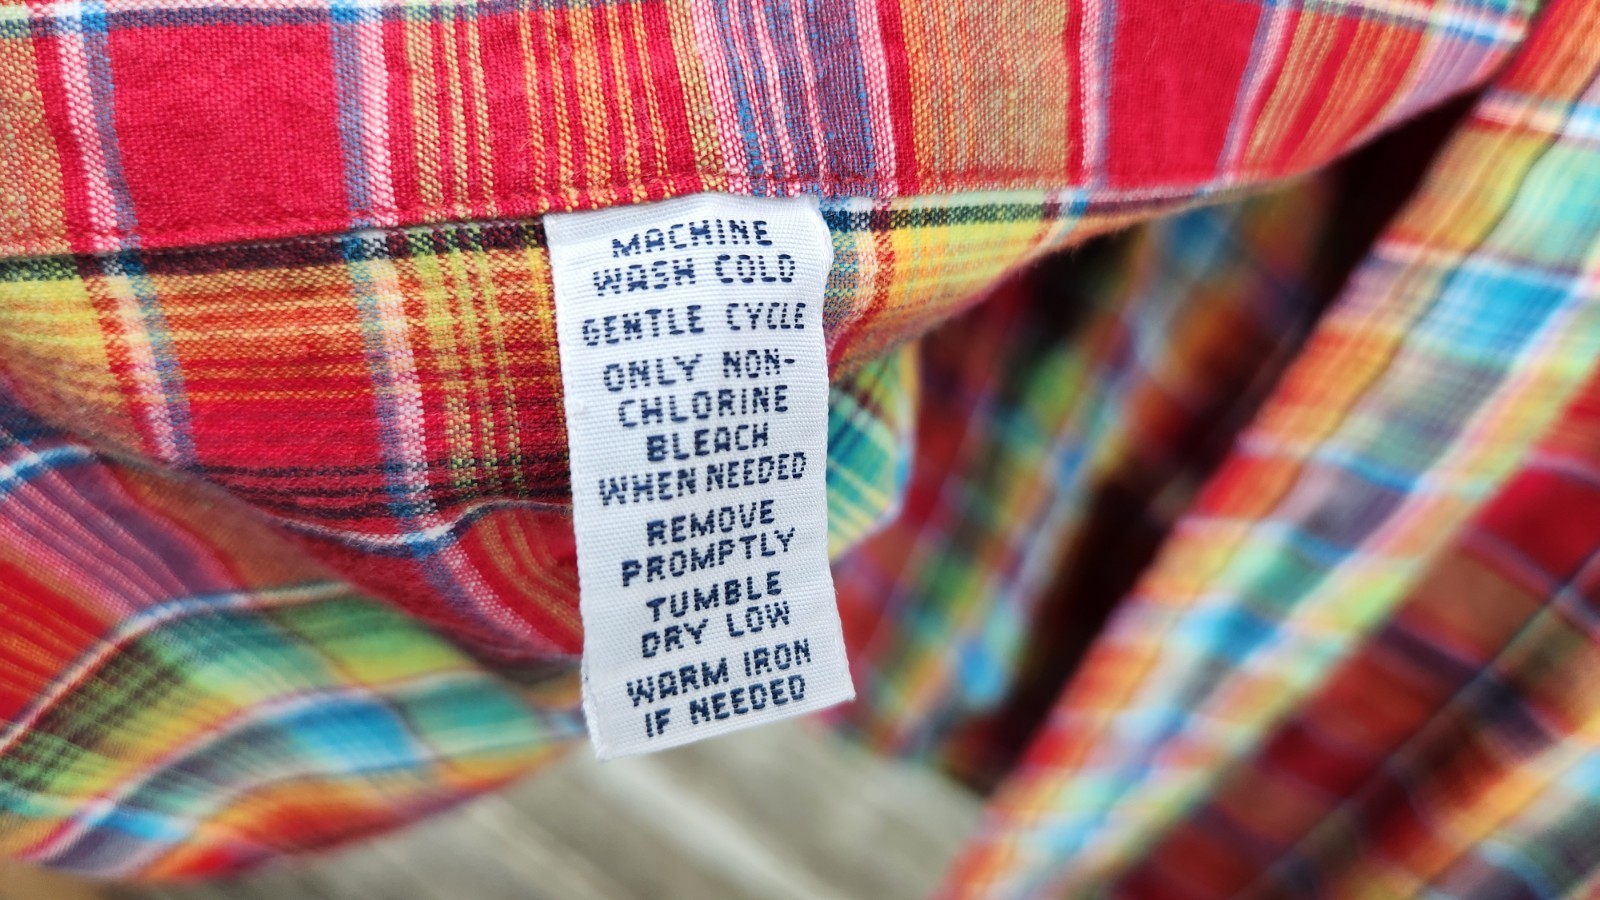 MACHINE
WASH COLD
GENTLE CYCLE
ONLY NON-
CHLORINE
BLEACH
WHEN NEEDED
REMOVE
PROMPTLY
TUMBLE
DRY LOW
WARM IRON
IF NEEDED